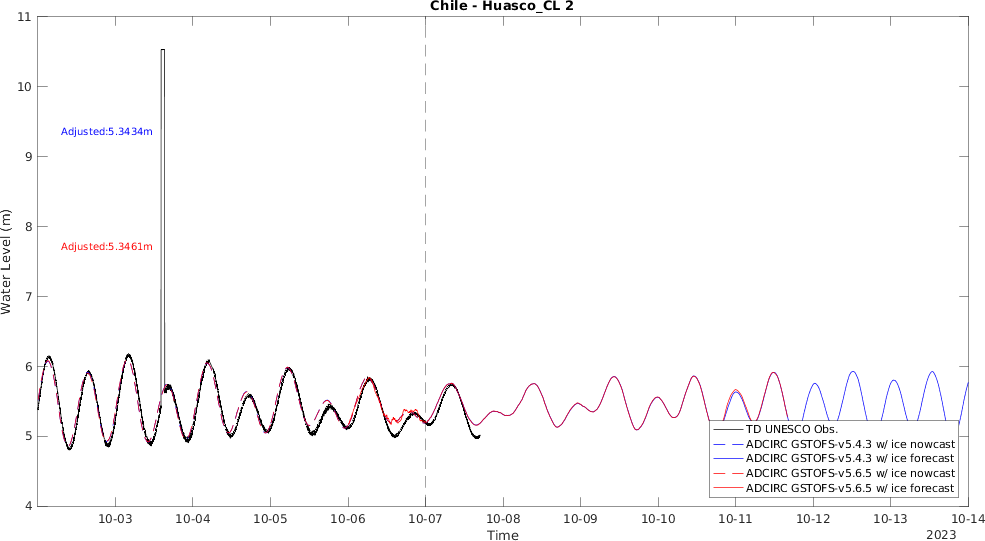 Chile - Huasco_CL 2
11
10
9
8
7
6
5
4
Water Level (m)
Adjusted:5.3434m
Adjusted:5.3461m
TD UNESCO Obs.
ADCIRC GSTOFS-v5.4.3 w/ ice nowcast
ADCIRC GSTOFS-v5.4.3 w/ ice forecast
ADCIRC GSTOFS-v5.6.5 w/ ice nowcast
ADCIRC GSTOFS-v5.6.5 w/ ice forecast
10-03 10-04 10-05 10-06 10-07 10-08 10-09 10-10 10-11 10-12 10-13 10-14
Time
2023